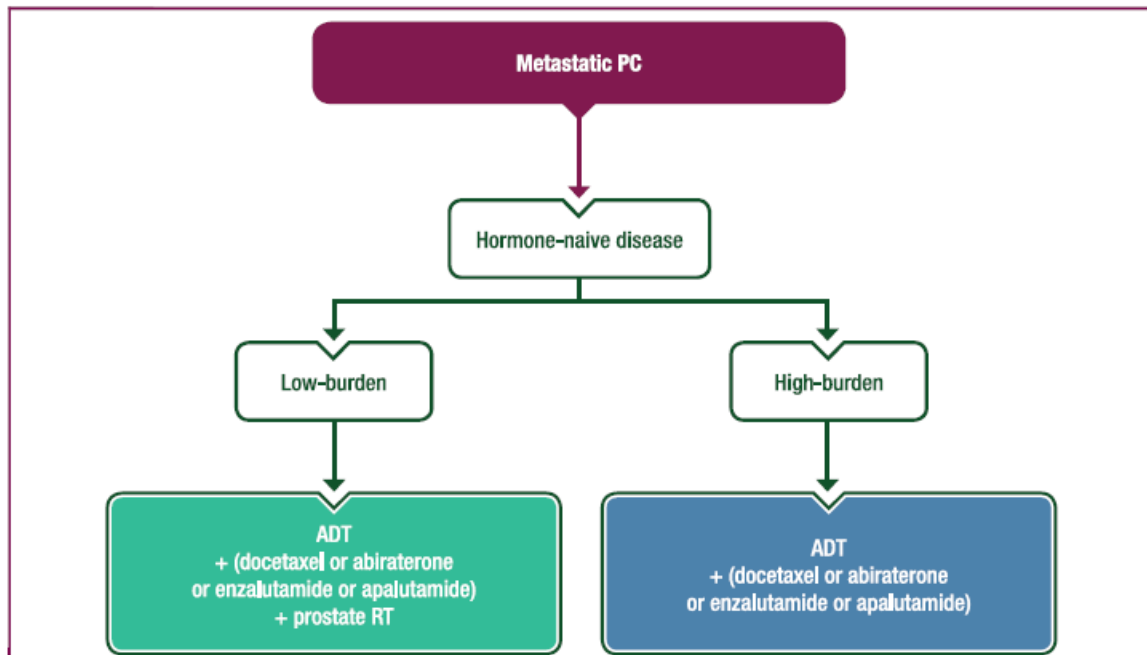 Metastatic PC
Hormone-naive disease
Low-burden
High-burden
ADT
+ (docetaxel or abiraterone
or enzalutamide or apalutamide)
+ prostate RT
ADT
+ (docetaxel or abiraterone
or enzalutamide or apalutamide)